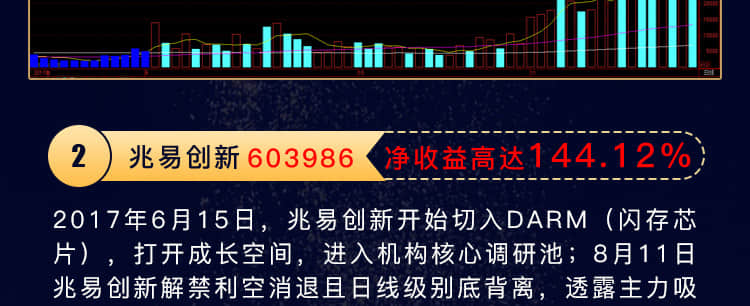 2 兆易创新 603986 净收益高达144.12%
2017年6月15日，兆易创新开始切入DARM（闪存芯
片），打开成长空间，进入机构核心调研池；8月11日
兆易创新解禁利空消退且日线级别底背离，透露主力吸